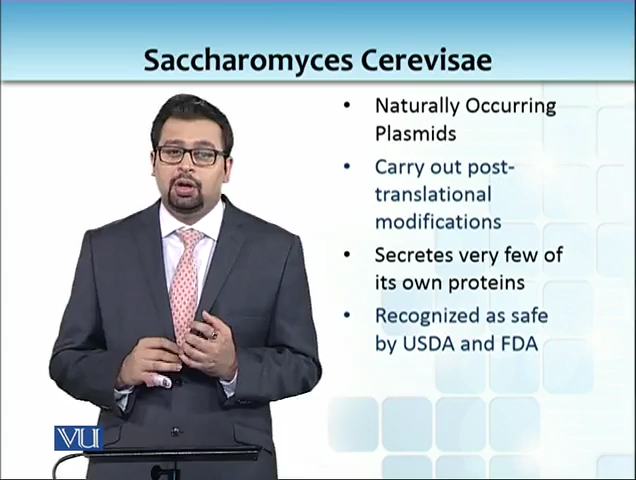 Saccharomyces Cerevisae
• Naturally Occurring
Plasmids
• Carry out post-
translational
modifications
• Secretes very few of
its own proteins
• Recognized as safe
by USDA and FDA
VU